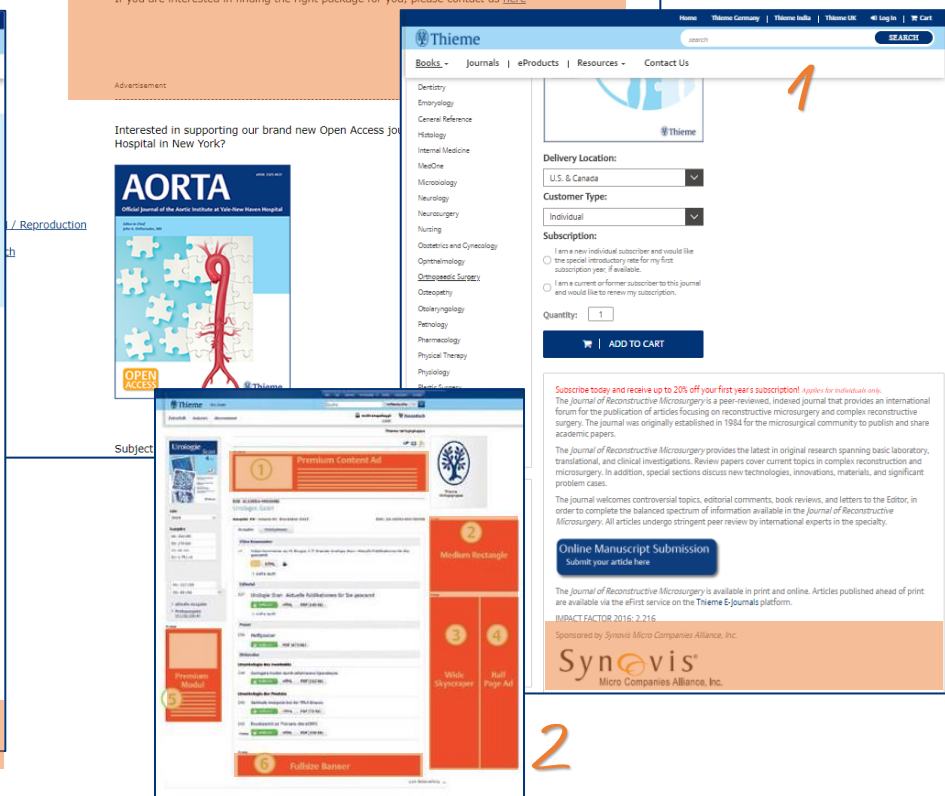 If you are interested in finding the right package for you, please contact us here
Advertisement
Interested in supporting our brand new Open Access jou
Hospital in New York?
AORTA
Official Journal of the Aortic Institute at Yale-New Haven Hospital
OPEN
ACCESS
Thieme
Subject
l / Reproduction
ch
Home Thieme Germany | Thieme India | Thieme UK Log In | Cart
Thieme
search
SEARCH
Books Journals | eProducts | Resources Contact Us
1
Dentistry
Embryology
General Reference
Histology
Internal Medicine
MedOne
Microbiology
Neurology
Neurosurgery
Nursing
Obstetrics and Gynecology
Ophthalmology
Orthopaedic Surgery
Osteopathy
Otolaryngology
Pathology
Pharmacology
Physical Therapy
Physiology
Plastic Surgery
Thieme
Delivery Location:
U.S. & Canada
Customer Type:
Individual
Subscription:
I am a new individual subscriber and would like
the special introductory rate for my first
subscription year, if available.
I am a current or former subscriber to this journal
and would like to renew my subscription.
Quantity: 1
ADD TO CART
Subscribe today and receive up to 20% off your first year's subscription! Applies for individuals only.
The Journal of Reconstructive Microsurgery is a peer-reviewed, indexed journal that provides an international
forum for the publication of articles focusing on reconstructive microsurgery and complex reconstructive
surgery. The journal was originally established in 1984 for the microsurgical community to publish and share
academic papers.
The Journal of Reconstructive Microsurgery provides the latest in original research spanning basic laboratory,
translational, and clinical investigations. Review papers cover current topics in complex reconstruction and
microsurgery. In addition, special sections discuss new technologies, innovations, materials, and significant
problem cases.
The journal welcomes controversial topics, editorial comments, book reviews, and letters to the Editor, in
order to complete the balanced spectrum of information available in the Journal of Reconstructive
Microsurgery. All articles undergo stringent peer review by international experts in the specialty.
Online Manuscript Submission
Submit your article here
The Journal of Reconstructive Microsurgery is available in print and online. Articles published ahead of print
are available via the eFirst service on the Thieme E-Journals platform.
IMPACT FACTOR 2016: 2.216
Sponsored by Synovis Micro Companies Alliance, Inc.
Synovis
Micro Companies Alliance, Inc.
Thieme
Urologie
Scan
1
Premium Content Ad
2
Medium Rectangle
3
Wide
Skyscraper
4
Half
Page Ad
5
Premium
Modul
6
Fullsize Banner
2